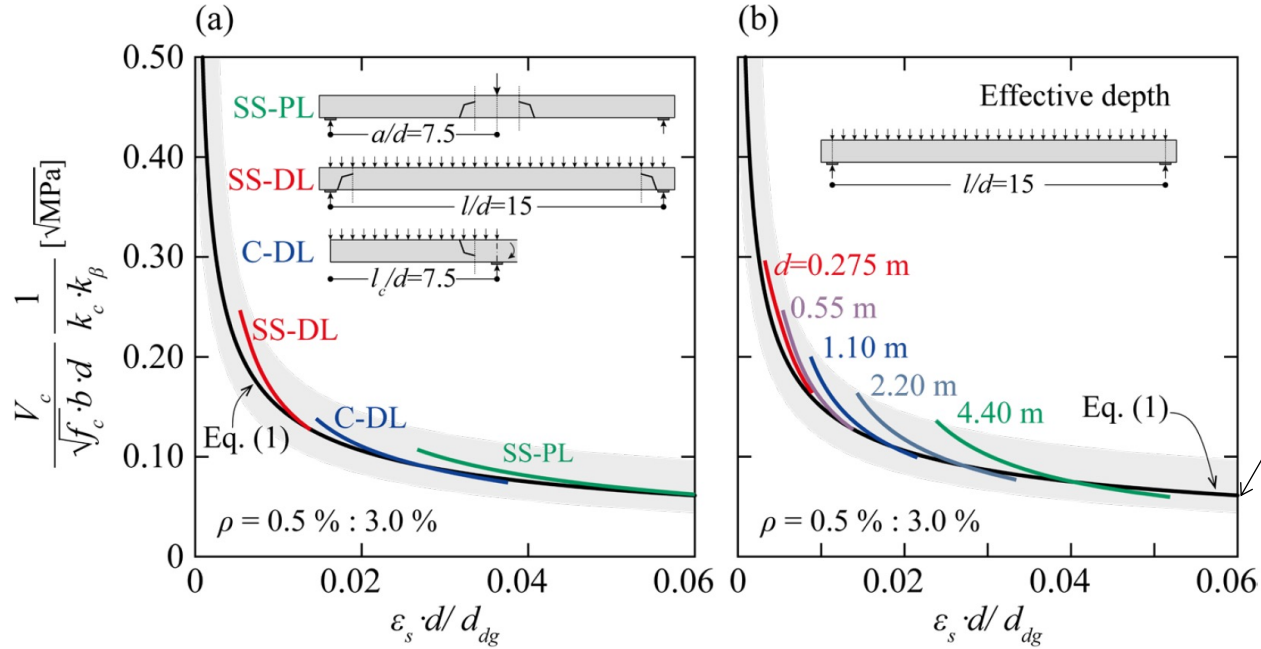 (a)
(b)
V_c / (√f_c · b · d) 1 / (k_c · k_β) [√MPa]
0.50
0.40
0.30
0.20
0.10
0
SS-PL
a/d=7.5
SS-DL
l/d=15
C-DL
l_c/d=7.5
SS-DL
C-DL
SS-PL
Eq. (1)
ρ = 0.5 % : 3.0 %
0 0.02 0.04 0.06
ε_s · d / d_dg
Effective depth
l/d=15
d=0.275 m
0.55 m
1.10 m
2.20 m
4.40 m
Eq. (1)
ρ = 0.5 % : 3.0 %
0 0.02 0.04 0.06
ε_s · d / d_dg